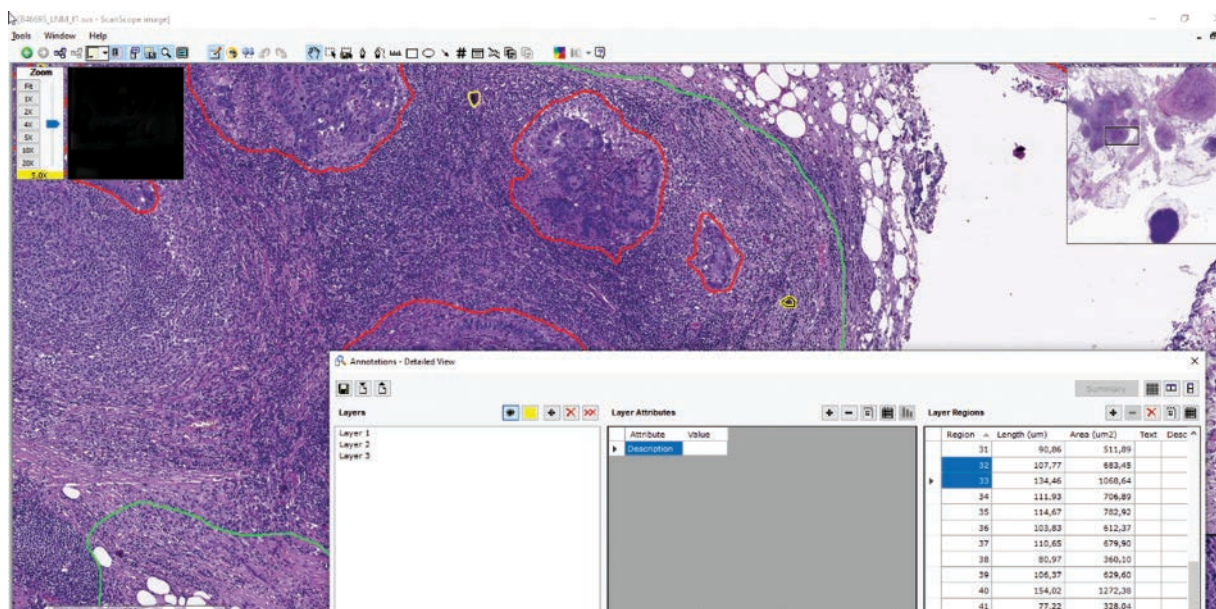 ScanScope image]
Tools Window Help
Zoom
Fit
1X
2X
4X
5X
10X
20X
5.0X
Annotations - Detailed View
Summary
Layers
Layer Attributes
Layer Regions
Layer 1
Layer 2
Layer 3
Attribute Value
Description
Region Length (um) Area (um2) Text Desc
31 90,86 511,89
32 107,77 683,45
33 134,46 1068,64
34 111,93 706,89
35 114,67 782,92
36 103,83 612,37
37 110,65 679,90
38 80,97 360,10
39 106,37 629,60
40 154,02 1272,38
41 77,22 328,04